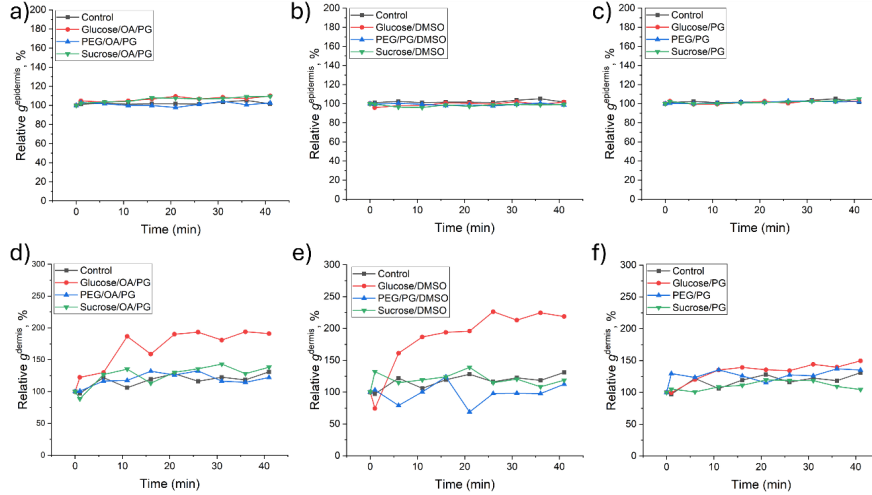 a)
Control
Glucose/OA/PG
PEG/OA/PG
Sucrose/OA/PG
Relative g^epidermis, %
200
180
160
140
120
100
80
60
40
20
0
0 10 20 30 40
Time (min)
b)
Control
Glucose/DMSO
PEG/PG/DMSO
Sucrose/DMSO
Relative g^epidermis, %
200
180
160
140
120
100
80
60
40
20
0
0 10 20 30 40
Time (min)
c)
Control
Glucose/PG
PEG/PG
Sucrose/PG
Relative g^epidermis, %
200
180
160
140
120
100
80
60
40
20
0
0 10 20 30 40
Time (min)
d)
Control
Glucose/OA/PG
PEG/OA/PG
Sucrose/OA/PG
Relative g^dermis, %
300
250
200
150
100
50
0
0 10 20 30 40
Time (min)
e)
Control
Glucose/DMSO
PEG/PG/DMSO
Sucrose/DMSO
Relative g^dermis, %
300
250
200
150
100
50
0
0 10 20 30 40
Time (min)
f)
Control
Glucose/PG
PEG/PG
Sucrose/PG
Relative g^dermis, %
300
250
200
150
100
50
0
0 10 20 30 40
Time (min)